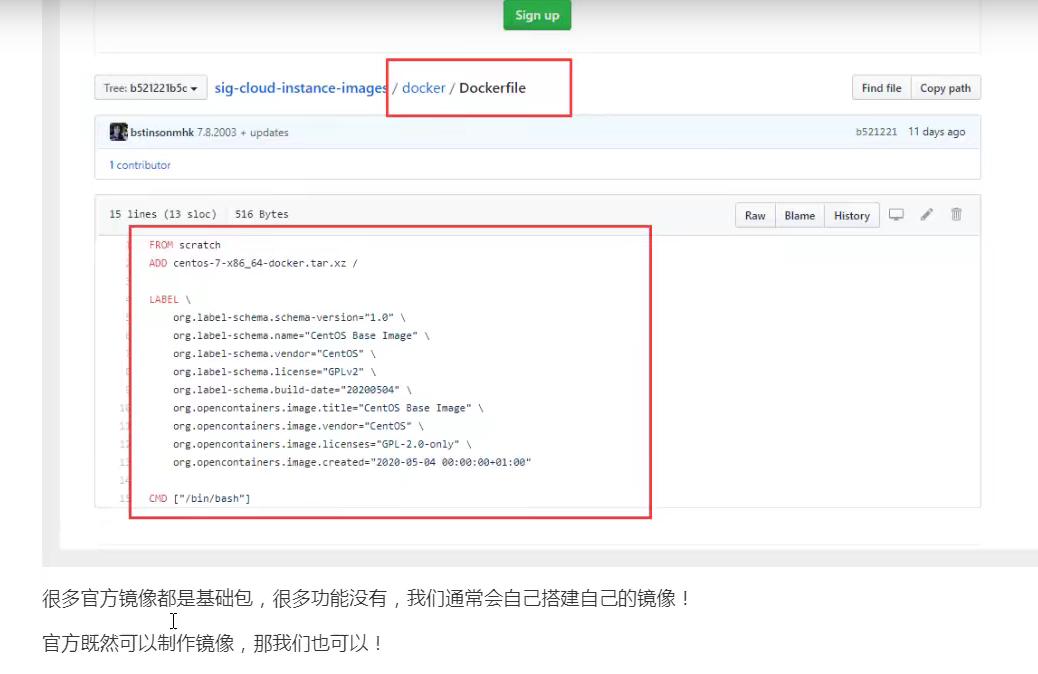 Sign up
Tree: b521221b5c
sig-cloud-instance-images / docker / Dockerfile
Find file
Copy path
bstinsonmhk 7.8.2003 + updates
b521221 11 days ago
1 contributor
15 lines (13 sloc) 516 Bytes
Raw
Blame
History
FROM scratch
ADD centos-7-x86_64-docker.tar.xz /
LABEL \
org.label-schema.schema-version="1.0" \
org.label-schema.name="CentOS Base Image" \
org.label-schema.vendor="CentOS" \
org.label-schema.license="GPLv2" \
org.label-schema.build-date="20200504" \
org.opencontainers.image.title="CentOS Base Image" \
org.opencontainers.image.vendor="CentOS" \
org.opencontainers.image.licenses="GPL-2.0-only" \
org.opencontainers.image.created="2020-05-04 00:00:00+01:00"
CMD ["/bin/bash"]
很多官方镜像都是基础包，很多功能没有，我们通常会自己搭建自己的镜像！
官方既然可以制作镜像，那我们也可以！